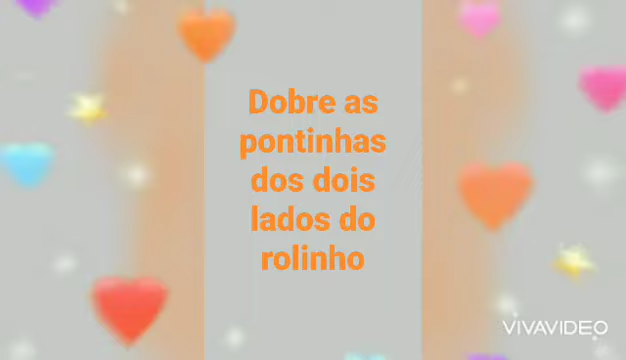 Dobre as
pontinhas
dos dois
lados do
rolinho
VIVAVIDEO